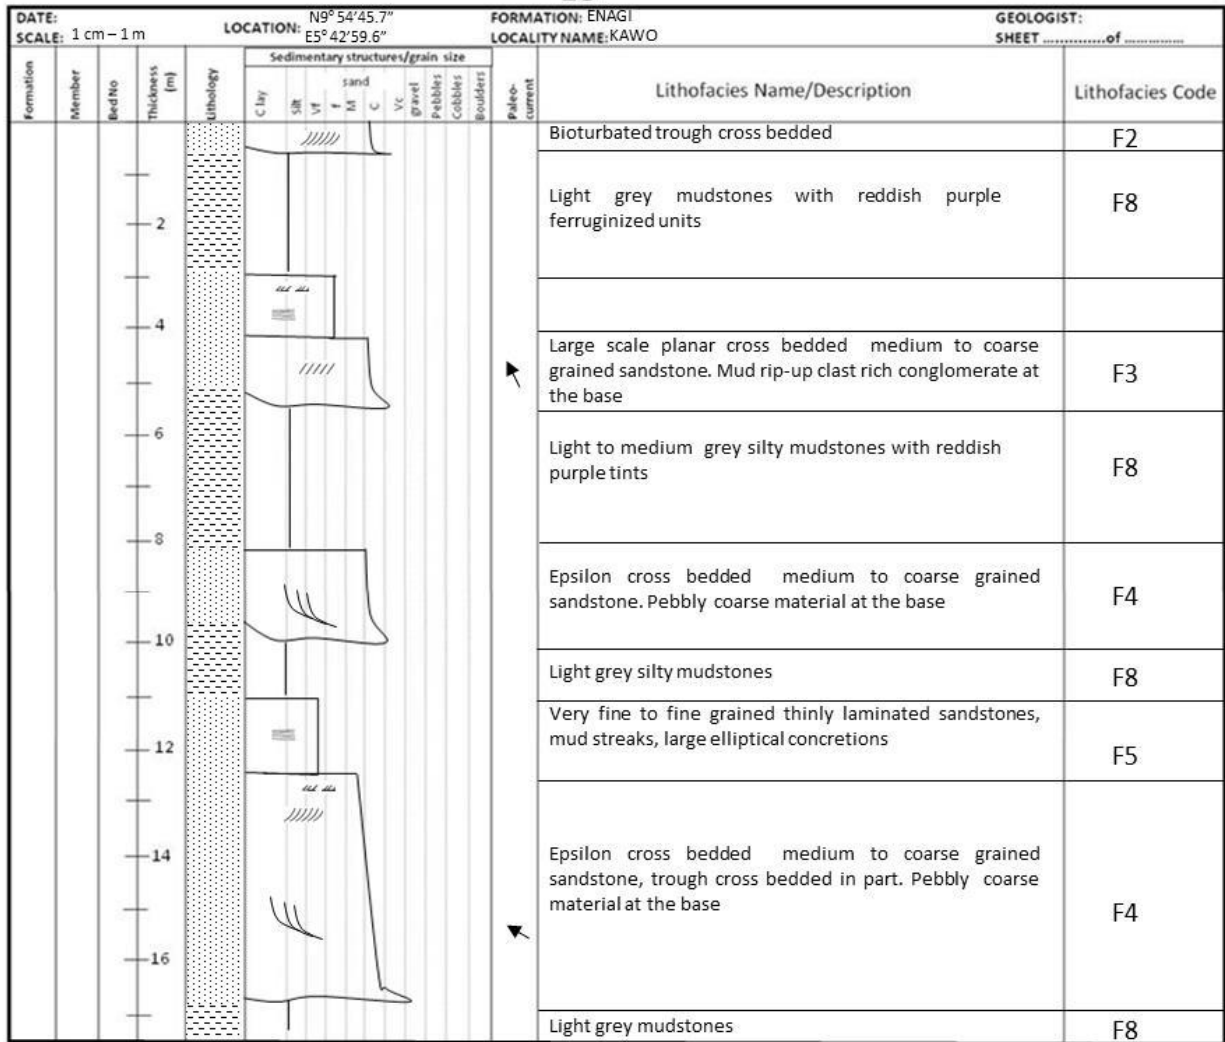 DATE:
SCALE: 1 cm – 1 m
LOCATION: N9° 54'45.7"
E5° 42'59.6"
FORMATION: ENAGI
LOCALITY NAME: KAWO
GEOLOGIST:
SHEET ..............of .............
Formation
Member
Bed No
Thickness (m)
Lithology
Sedimentary structures/grain size
sand
Clay
silt
Vf
f
M
C
Vc
gravel
Pebbles
Cobbles
Boulders
Paleo-current
Lithofacies Name/Description
Lithofacies Code
Bioturbated trough cross bedded
F2
Light grey mudstones with reddish purple
ferruginized units
F8
2
4
Large scale planar cross bedded medium to coarse
grained sandstone. Mud rip-up clast rich conglomerate at
the base
F3
6
Light to medium grey silty mudstones with reddish
purple tints
F8
8
Epsilon cross bedded medium to coarse grained
sandstone. Pebbly coarse material at the base
F4
10
Light grey silty mudstones
F8
Very fine to fine grained thinly laminated sandstones,
mud streaks, large elliptical concretions
F5
12
14
Epsilon cross bedded medium to coarse grained
sandstone, trough cross bedded in part. Pebbly coarse
material at the base
F4
16
Light grey mudstones
F8